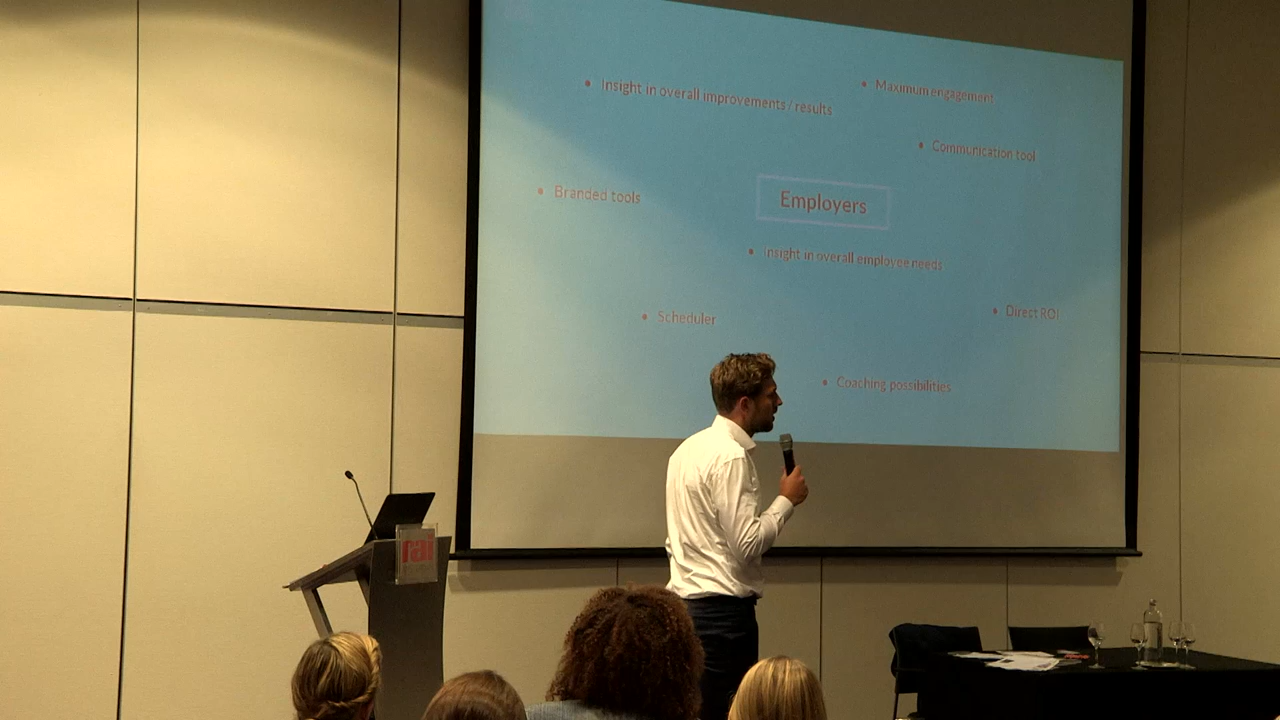 • Insight in overall improvements / results
• Maximum engagement
• Communication tool
• Branded tools
Employers
• Insight in overall employee needs
• Scheduler
• Direct ROI
• Coaching possibilities
rai